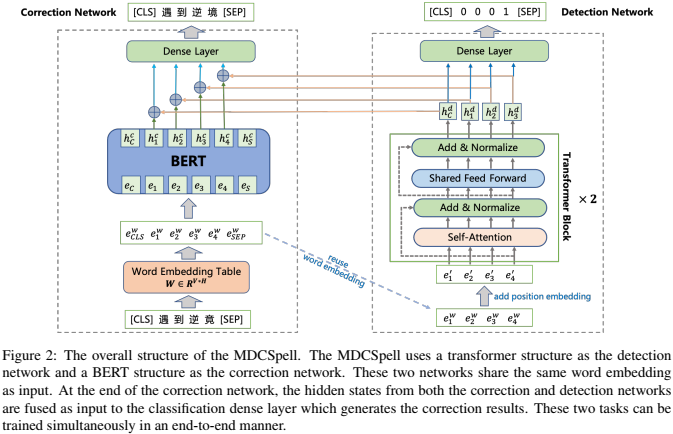 Correction Network [CLS] 遇 到 逆 境 [SEP]
[CLS] 0 0 0 1 [SEP] Detection Network
Dense Layer
Dense Layer
h_C^c h_1^c h_2^c h_3^c h_4^c h_S^c
BERT
e_C e_1 e_2 e_3 e_4 e_S
e_CLS^w e_1^w e_2^w e_3^w e_4^w e_SEP^w
Word Embedding Table
W ∈ R^V*H
[CLS] 遇 到 逆 竟 [SEP]
reuse
word embedding
h_C^d h_1^d h_2^d h_3^d
Add & Normalize
Shared Feed Forward
Add & Normalize
Self-Attention
Transformer Block
× 2
e_1' e_2' e_3' e_4'
add position embedding
e_1^w e_2^w e_3^w e_4^w
Figure 2: The overall structure of the MDCSpell. The MDCSpell uses a transformer structure as the detection
network and a BERT structure as the correction network. These two networks share the same word embedding
as input. At the end of the correction network, the hidden states from both the correction and detection networks
are fused as input to the classification dense layer which generates the correction results. These two tasks can be
trained simultaneously in an end-to-end manner.